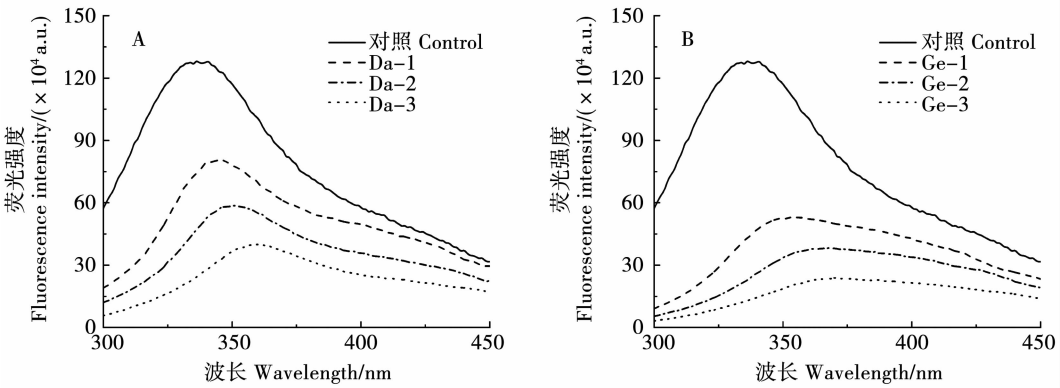 150
120
90
60
30
0
荧光强度
Fluorescence intensity/(×10⁴ a.u.)
A
对照 Control
Da-1
Da-2
Da-3
300
350
400
450
波长 Wavelength/nm
150
120
90
60
30
0
荧光强度
Fluorescence intensity/(×10⁴ a.u.)
B
对照 Control
Ge-1
Ge-2
Ge-3
300
350
400
450
波长 Wavelength/nm